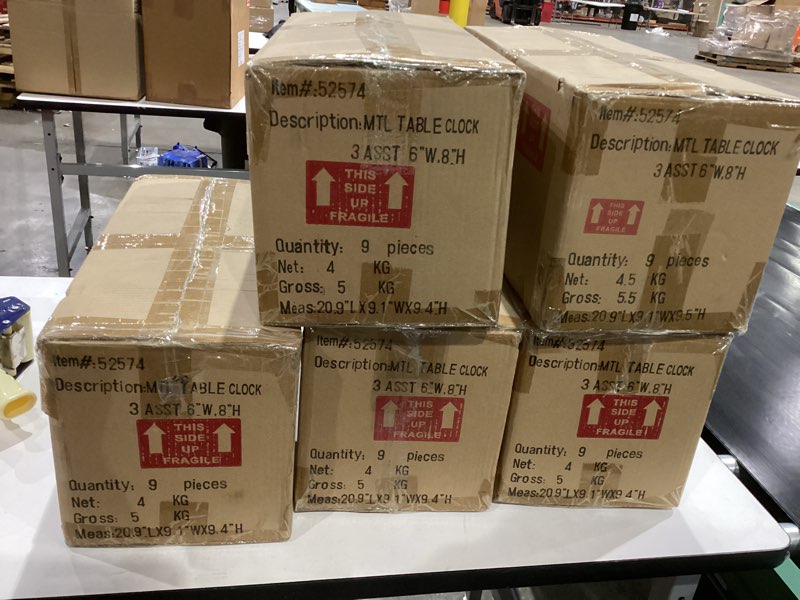 Item#:52574
Description:MTL TABLE CLOCK
3 ASST 6"W,8"H
THIS
SIDE
UP
FRAGILE
Quantity: 9 pieces
Net: 4 KG
Gross: 5 KG
Meas:20.9"LX9.1"WX9.4"H
Item#:52574
Description:MTL TABLE CLOCK
3 ASST 6"W,8"H
THIS
SIDE
UP
FRAGILE
Quantity: 9 pieces
Net: 4.5 KG
Gross: 5.5 KG
Meas:20.9"LX9.1"WX9.5"H
Item#:52574
Description:MTL TABLE CLOCK
3 ASST 6"W,8"H
THIS
SIDE
UP
FRAGILE
Quantity: 9 pieces
Net: 4 KG
Gross: 5 KG
Meas:20.9"LX9.1"WX9.4"H
Item#:52574
Description:MTL TABLE CLOCK
3 ASST 6"W,8"H
THIS
SIDE
UP
FRAGILE
Quantity: 9 pieces
Net: 4 KG
Gross: 5 KG
Meas:20.9"LX9.1"WX9.4"H
Item#:52574
Description:MTL TABLE CLOCK
3 ASST 6"W,8"H
THIS
SIDE
UP
FRAGILE
Quantity: 9 pieces
Net: 4 KG
Gross: 5 KG
Meas:20.9"LX9.1"WX9.4"H